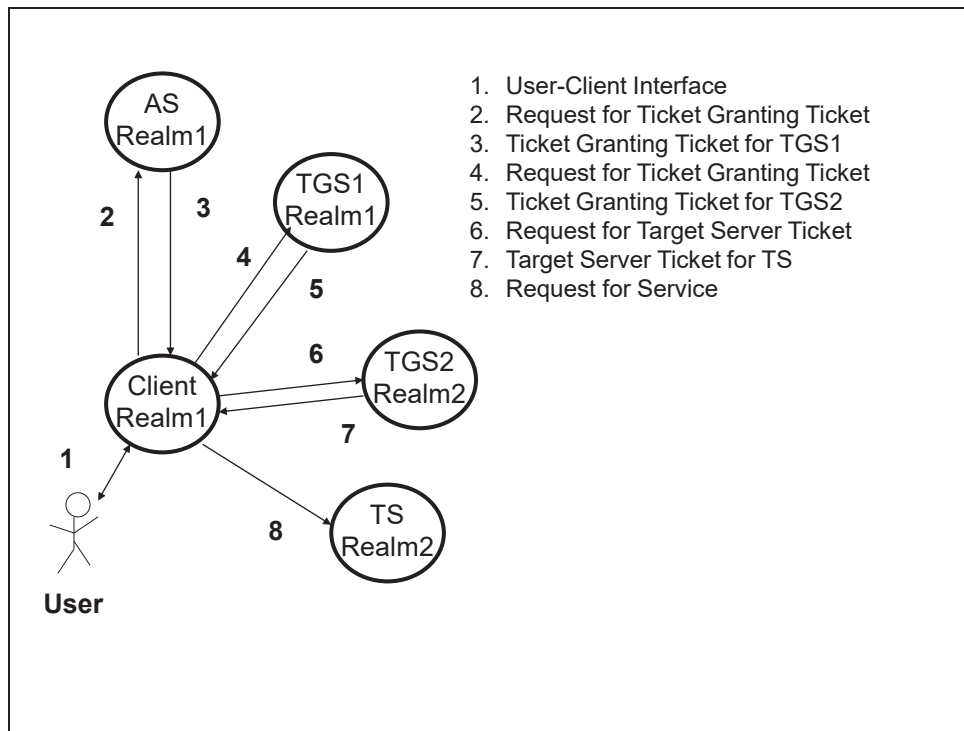 AS
Realm1
TGS1
Realm1
2
3
4
5
6
TGS2
Realm2
Client
Realm1
7
1
8
TS
Realm2
User
1. User-Client Interface
2. Request for Ticket Granting Ticket
3. Ticket Granting Ticket for TGS1
4. Request for Ticket Granting Ticket
5. Ticket Granting Ticket for TGS2
6. Request for Target Server Ticket
7. Target Server Ticket for TS
8. Request for Service